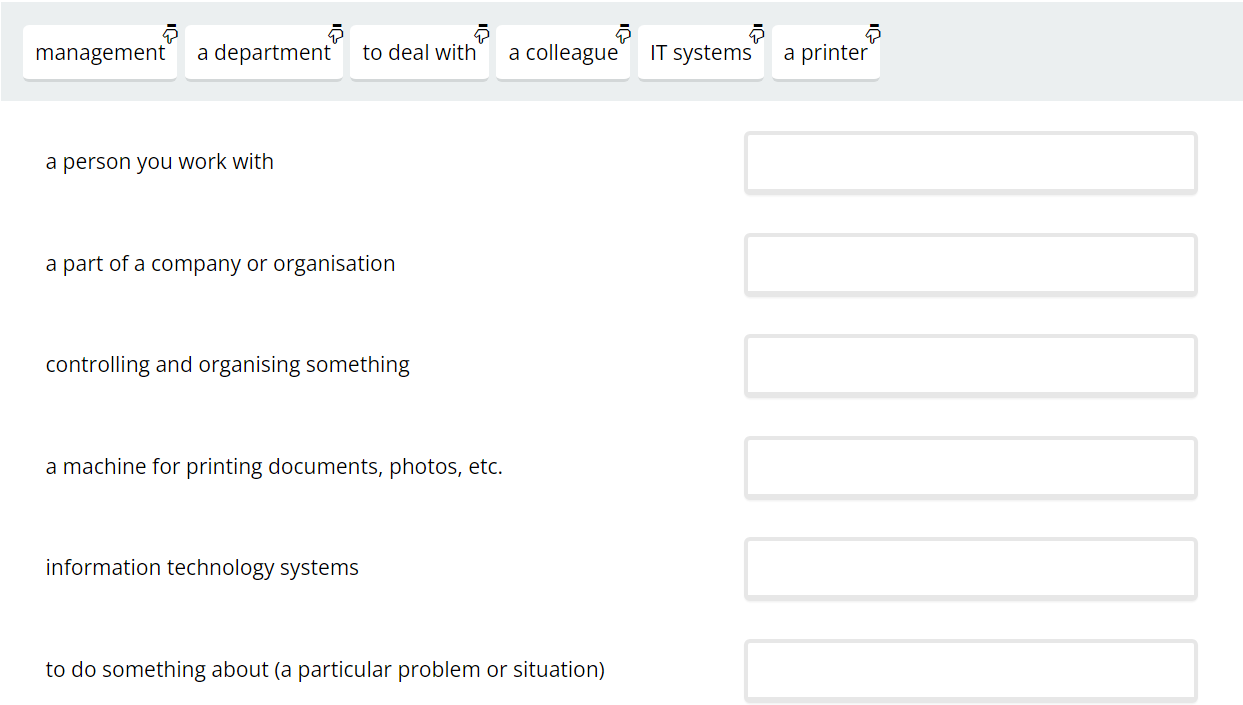 management a department to deal with a colleague IT systems a printer
a person you work with
a part of a company or organisation
controlling and organising something
a machine for printing documents, photos, etc.
information technology systems
to do something about (a particular problem or situation)